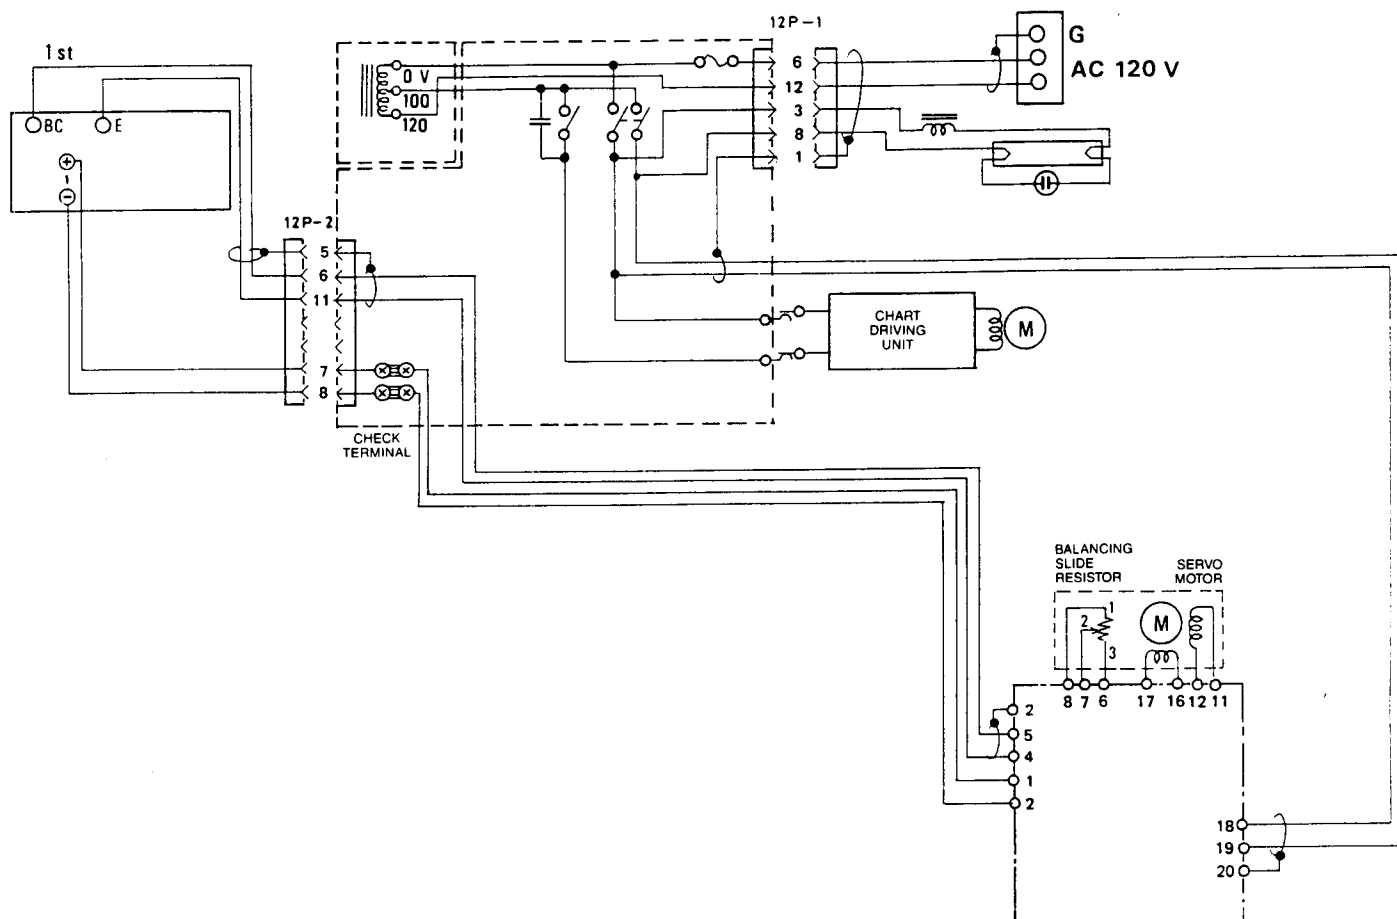 12P-1
G
AC 120 V
6
12
3
8
1
1 st
BC
E
+
-
0 V
100
120
12P-2
5
6
11
7
8
CHART
DRIVING
UNIT
M
CHECK
TERMINAL
BALANCING
SLIDE
RESISTOR
SERVO
MOTOR
1
2
3
M
8 7 6 17 16 12 11
2
5
4
1
2
18
19
20